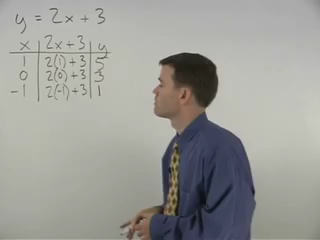 y = 2x + 3
x 2x+3 y
1 2(1)+3 5
0 2(0)+3 3
-1 2(-1)+3 1